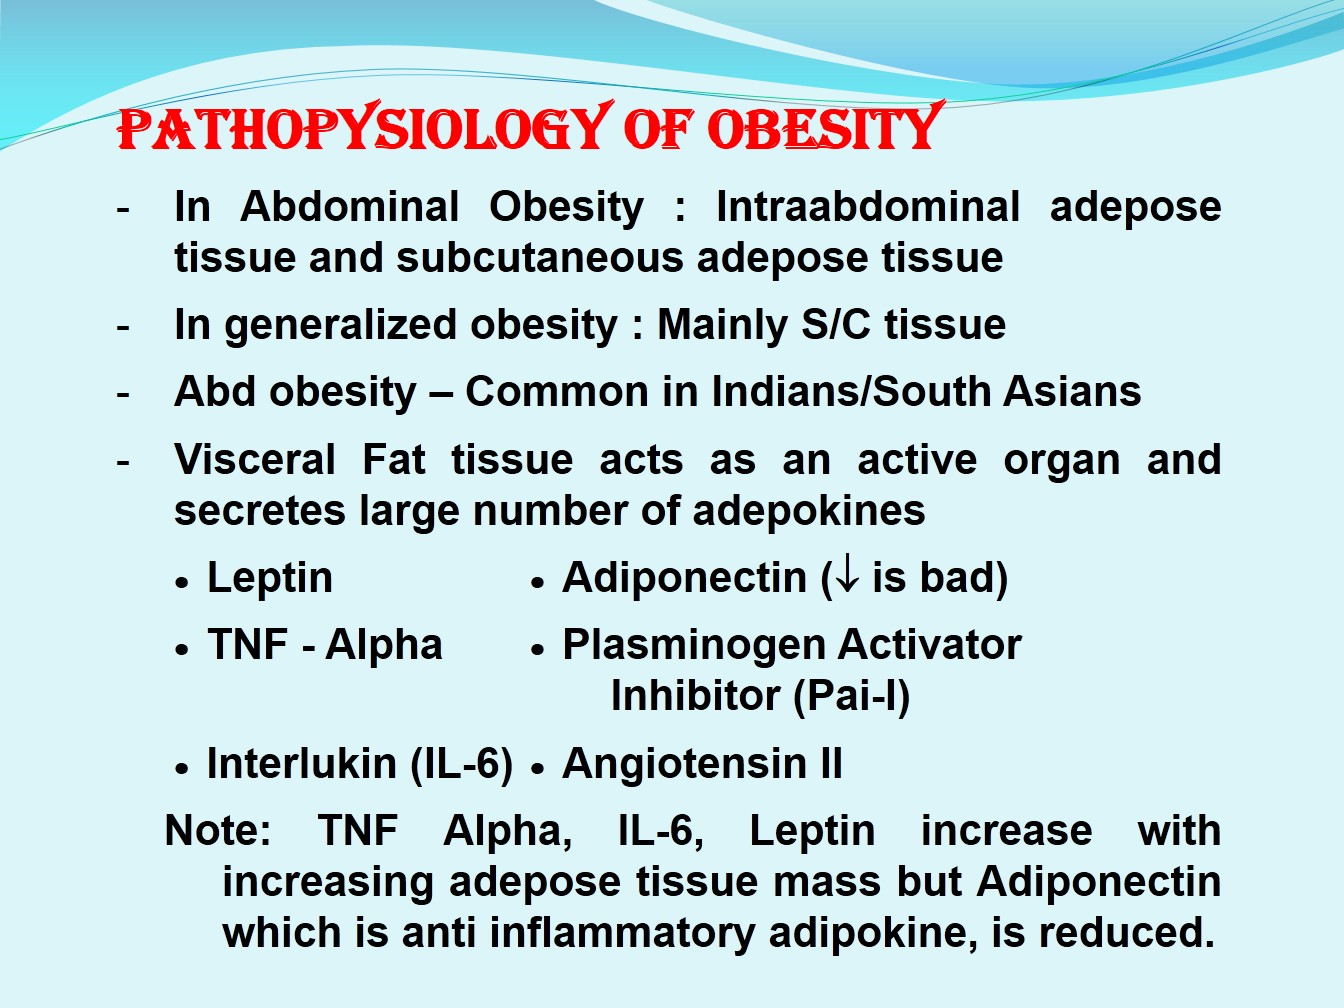 PATHOPYSIOLOGY OF OBESITY
- In Abdominal Obesity : Intraabdominal adepose
tissue and subcutaneous adepose tissue
- In generalized obesity : Mainly S/C tissue
- Abd obesity – Common in Indians/South Asians
- Visceral Fat tissue acts as an active organ and
secretes large number of adepokines
• Leptin • Adiponectin (↓ is bad)
• TNF - Alpha • Plasminogen Activator
Inhibitor (Pai-I)
• Interlukin (IL-6) • Angiotensin II
Note: TNF Alpha, IL-6, Leptin increase with
increasing adepose tissue mass but Adiponectin
which is anti inflammatory adipokine, is reduced.